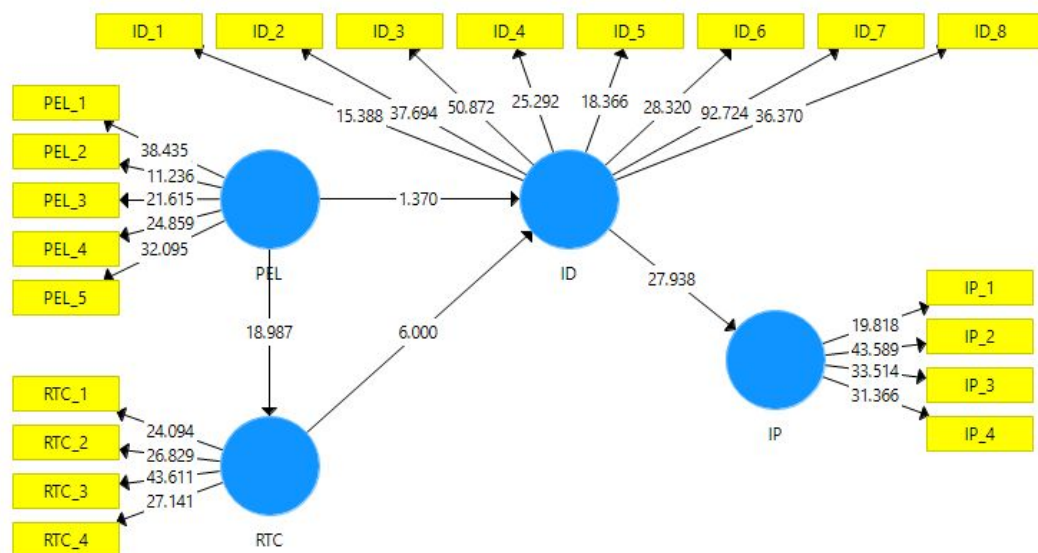 ID_1
ID_2
ID_3
ID_4
ID_5
ID_6
ID_7
ID_8
15.388
37.694
50.872
25.292
18.366
28.320
92.724
36.370
PEL_1
PEL_2
PEL_3
PEL_4
PEL_5
38.435
11.236
21.615
24.859
32.095
PEL
1.370
ID
18.987
6.000
27.938
RTC_1
RTC_2
RTC_3
RTC_4
24.094
26.829
43.611
27.141
RTC
IP
19.818
43.589
33.514
31.366
IP_1
IP_2
IP_3
IP_4